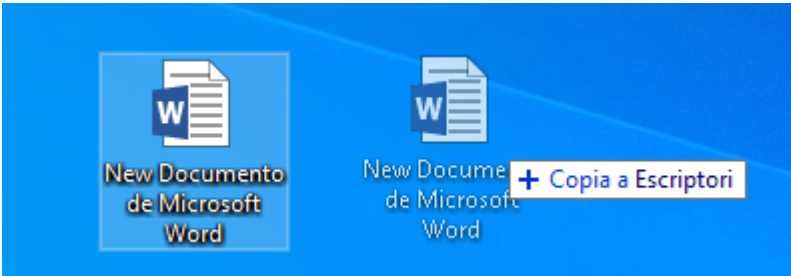 New Documento
de Microsoft
Word
New Docume
de Microsoft
Word
+ Copia a Escriptori